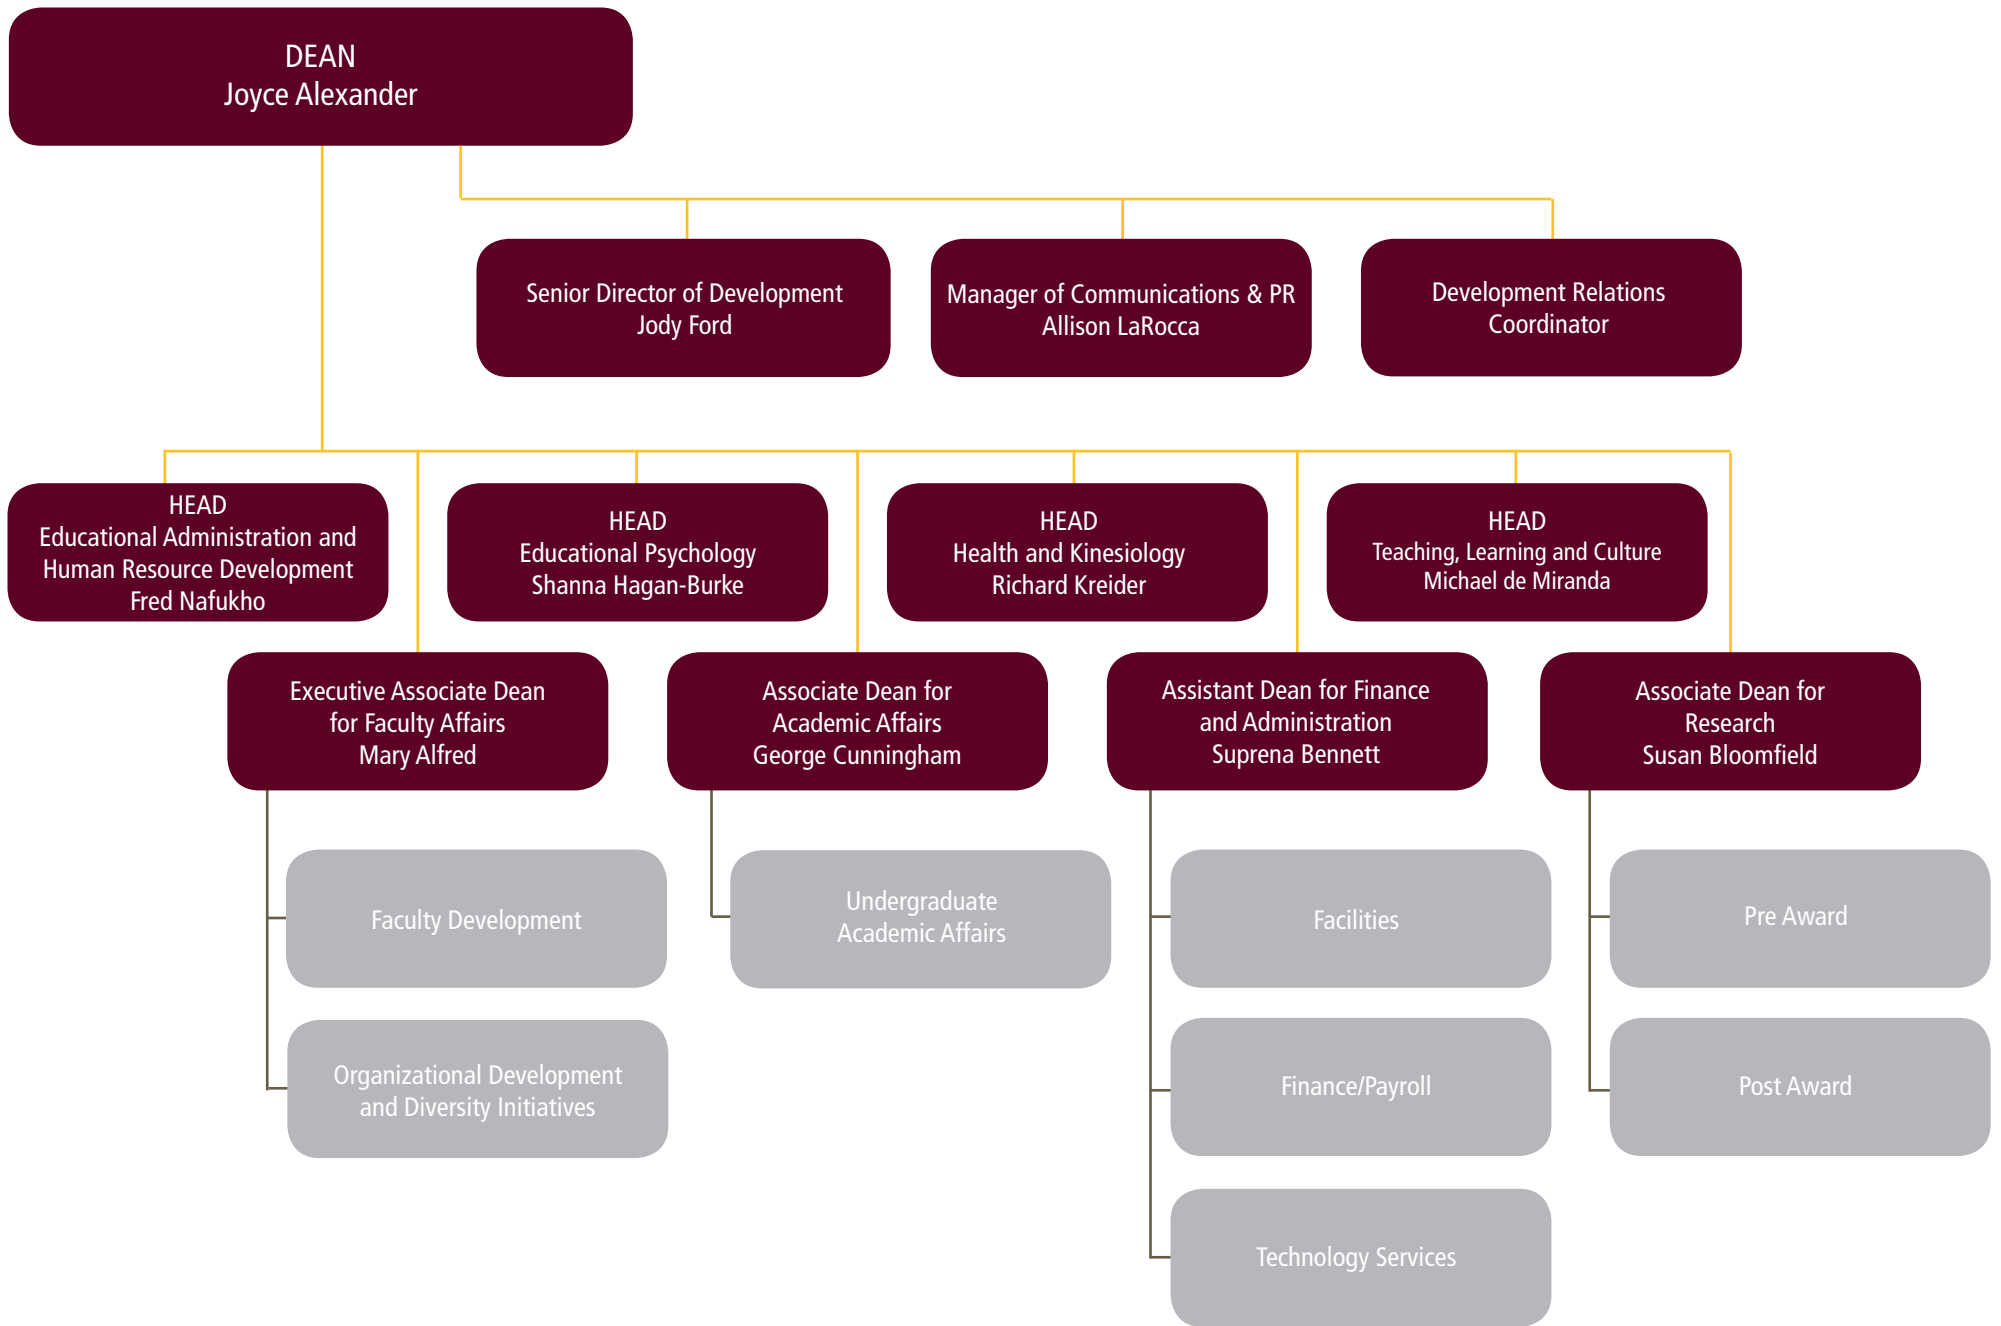 DEAN
Joyce Alexander
Senior Director of Development
Jody Ford
Manager of Communications & PR
Allison LaRocca
Development Relations
Coordinator
HEAD
Educational Administration and
Human Resource Development
Fred Nafukho
HEAD
Educational Psychology
Shanna Hagan-Burke
HEAD
Health and Kinesiology
Richard Kreider
HEAD
Teaching, Learning and Culture
Michael de Miranda
Executive Associate Dean
for Faculty Affairs
Mary Alfred
Associate Dean for
Academic Affairs
George Cunningham
Assistant Dean for Finance
and Administration
Suprena Bennett
Associate Dean for
Research
Susan Bloomfield
Faculty Development
Undergraduate
Academic Affairs
Facilities
Pre Award
Organizational Development
and Diversity Initiatives
Finance/Payroll
Post Award
Technology Services